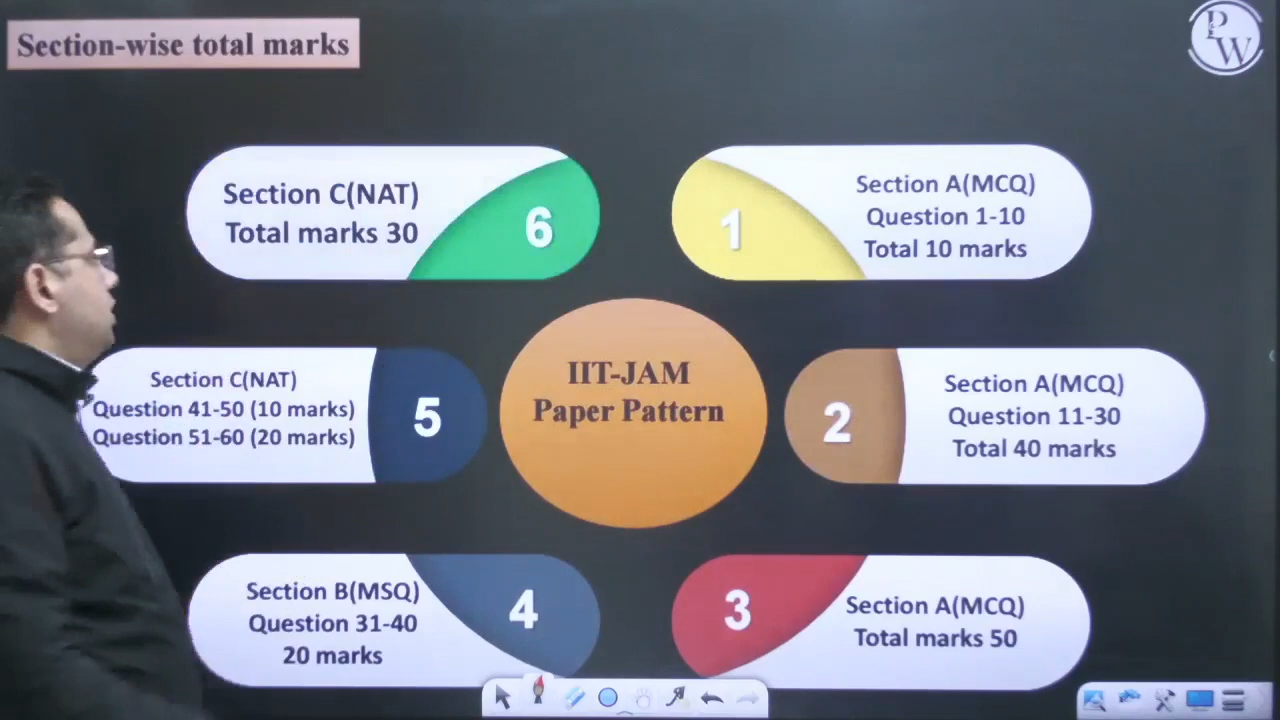 Section-wise total marks
P
W
Section C(NAT)
Total marks 30
6
1
Section A(MCQ)
Question 1-10
Total 10 marks
Section C(NAT)
Question 41-50 (10 marks)
Question 51-60 (20 marks)
5
IIT-JAM
Paper Pattern
2
Section A(MCQ)
Question 11-30
Total 40 marks
Section B(MSQ)
Question 31-40
20 marks
4
3
Section A(MCQ)
Total marks 50